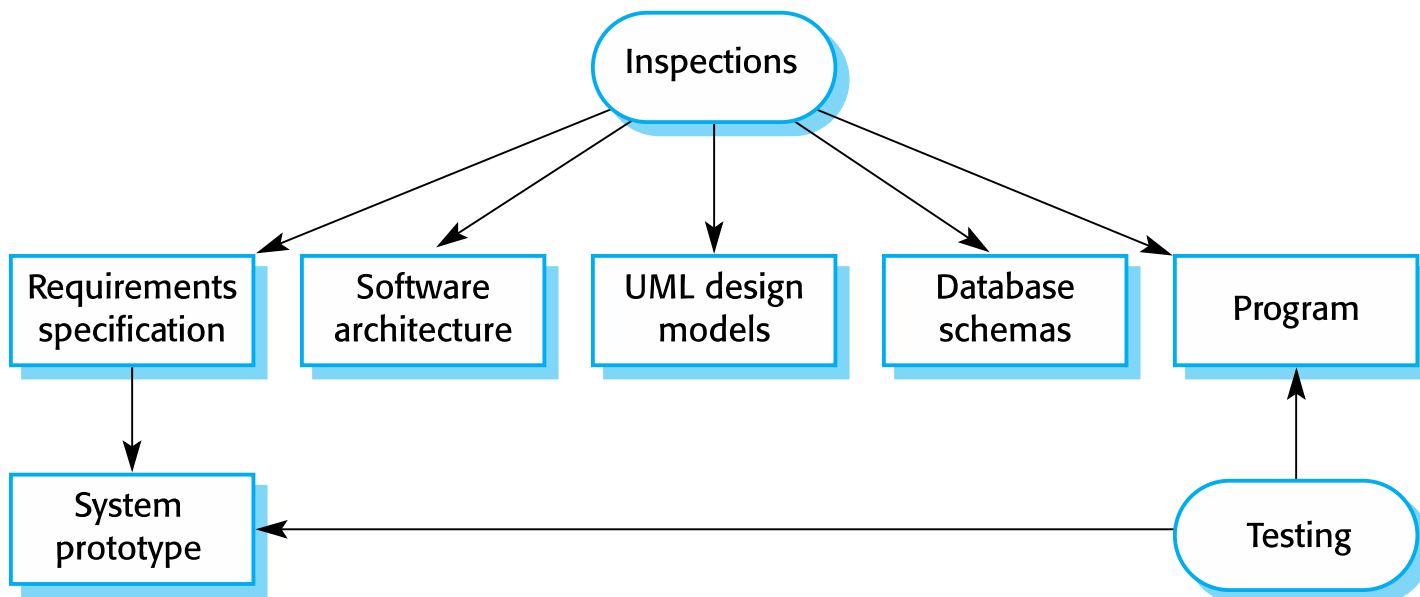 Inspections
Requirements
specification
Software
architecture
UML design
models
Database
schemas
Program
System
prototype
Testing